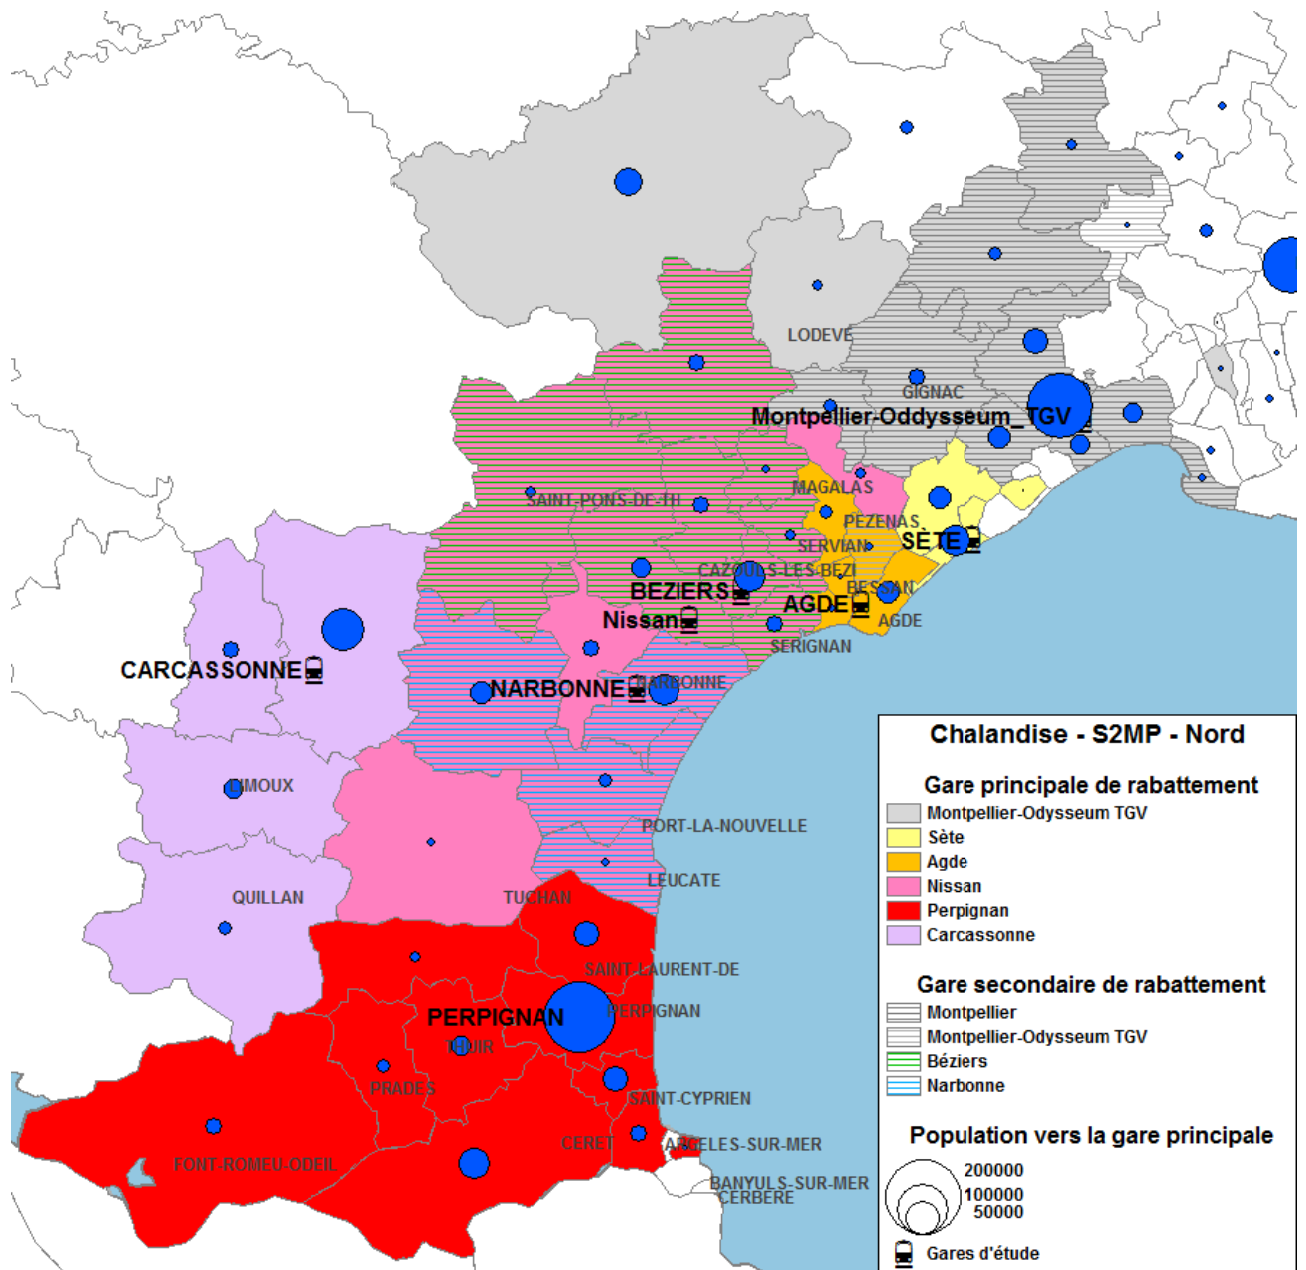 LODEVE
GIGNAC
Montpellier-Oddysseum_TGV
MAGALAS
SAINT-PONS-DE-TH
PEZENAS
SÈTE
SERVIAN
CAZOULS-LES-BÉZI
BESSAN
BEZIERS
AGDE
Nissan
AGDE
SERIGNAN
CARCASSONNE
NARBONNE
NARBONNE
LIMOUX
PORT-LA-NOUVELLE
LEUCATE
QUILLAN
TUCHAN
SAINT-LAURENT-DE
PERPIGNAN
PERPIGNAN
THUIR
PRADES
SAINT-CYPRIEN
CERET
ARGELES-SUR-MER
FONT-ROMEU-ODEIL
BANYULS-SUR-MER
CERBERE
Chalandise - S2MP - Nord
Gare principale de rabattement
Montpellier-Odysseum TGV
Sète
Agde
Nissan
Perpignan
Carcassonne
Gare secondaire de rabattement
Montpellier
Montpellier-Odysseum TGV
Béziers
Narbonne
Population vers la gare principale
200000
100000
50000
Gares d'étude